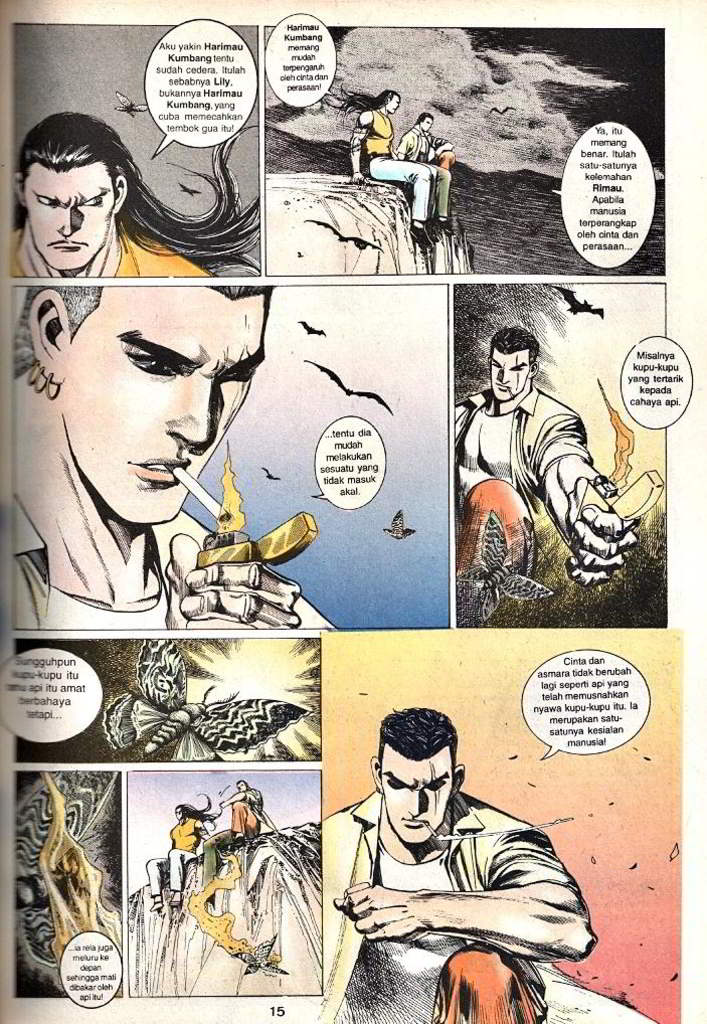 Aku yakin Harimau
Kumbang tentu
sudah cedera. Itulah
sebabnya Lily,
bukannya Harimau
Kumbang, yang
cuba memecahkan
tembok gua itu!
Harimau
Kumbang
memang
mudah
terpengaruh
oleh cinta dan
perasaan!
Ya, itu
memang
benar. Itulah
satu-satunya
kelemahan
Rimau.
Apabila
manusia
terperangkap
oleh cinta dan
perasaan...
...tentu dia
mudah
melakukan
sesuatu yang
tidak masuk
akal.
Misalnya
kupu-kupu
yang tertarik
kepada
cahaya api.
Sungguhpun
kupu-kupu itu
tahu api itu amat
berbahaya
tetapi...
...ia rela juga
meluru ke
depan
sehingga mati
dibakar oleh
api itu!
Cinta dan
asmara tidak berubah
lagi seperti api yang
telah memusnahkan
nyawa kupu-kupu itu. Ia
merupakan satu-
satunya kesialan
manusia!
15